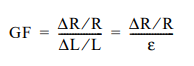 GF = ΔR/R / ΔL/L = ΔR/R / ε